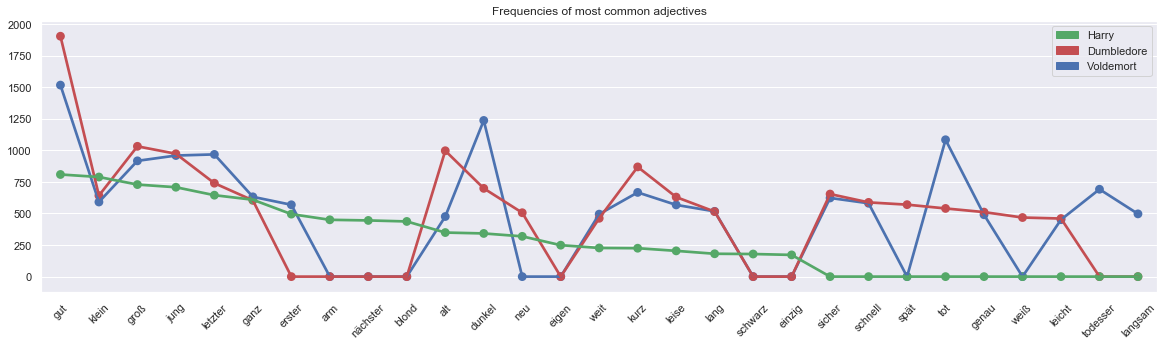 Frequencies of most common adjectives
Harry
Dumbledore
Voldemort
2000
1750
1500
1250
1000
750
500
250
0
gut
klein
groß
jung
letzter
ganz
erster
arm
nächster
blond
alt
dunkel
neu
eigen
weit
kurz
leise
lang
schwarz
einzig
sicher
schnell
spät
tot
genau
weiß
leicht
todesser
langsam